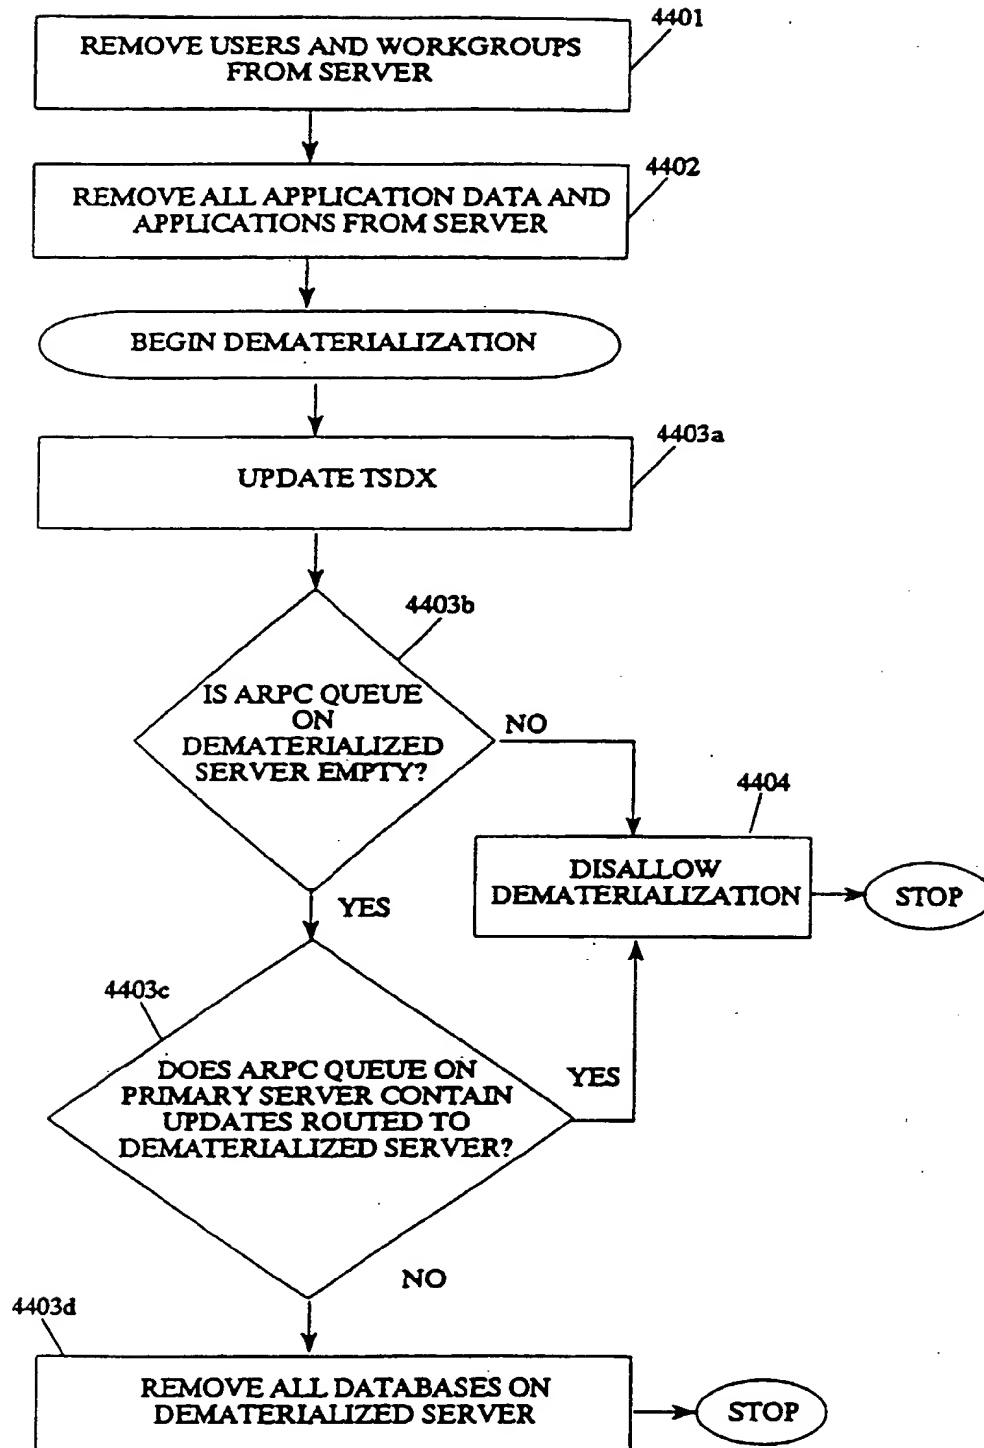 4401
REMOVE USERS AND WORKGROUPS
FROM SERVER
4402
REMOVE ALL APPLICATION DATA AND
APPLICATIONS FROM SERVER
BEGIN DEMATERIALIZATION
4403a
UPDATE TSDX
4403b
IS ARPC QUEUE
ON
DEMATERIALIZED
SERVER EMPTY?
NO
4404
DISALLOW
DEMATERIALIZATION
STOP
YES
4403c
DOES ARPC QUEUE ON
PRIMARY SERVER CONTAIN
UPDATES ROUTED TO
DEMATERIALIZED SERVER?
YES
NO
4403d
REMOVE ALL DATABASES ON
DEMATERIALIZED SERVER
STOP